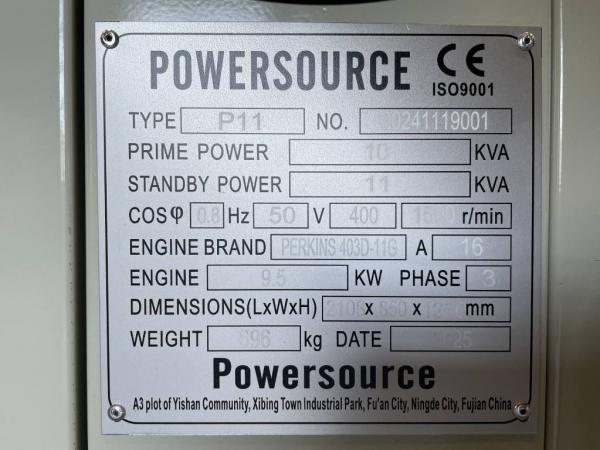 POWERSOURCE CE
ISO9001
TYPE P11 NO. 20241119001
PRIME POWER 10 KVA
STANDBY POWER 11 KVA
COSφ 0.8 Hz 50 V 400 1500 r/min
ENGINE BRAND PERKINS 403D-11G A 16
ENGINE 9.5 KW PHASE 3
DIMENSIONS(LxWxH) x 850 x mm
WEIGHT 696 kg DATE
Powersource
A3 plot of Yishan Community, Xibing Town Industrial Park, Fu'an City, Ningde City, Fujian China